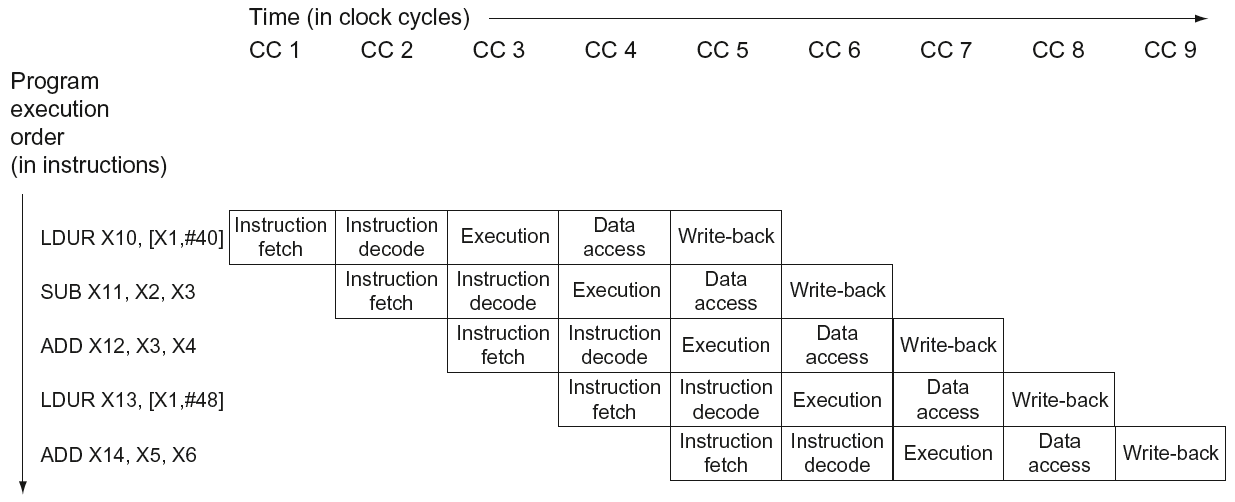 Time (in clock cycles)
CC 1 CC 2 CC 3 CC 4 CC 5 CC 6 CC 7 CC 8 CC 9
Program
execution
order
(in instructions)
LDUR X10, [X1,#40] Instruction fetch Instruction decode Execution Data access Write-back
SUB X11, X2, X3 Instruction fetch Instruction decode Execution Data access Write-back
ADD X12, X3, X4 Instruction fetch Instruction decode Execution Data access Write-back
LDUR X13, [X1,#48] Instruction fetch Instruction decode Execution Data access Write-back
ADD X14, X5, X6 Instruction fetch Instruction decode Execution Data access Write-back